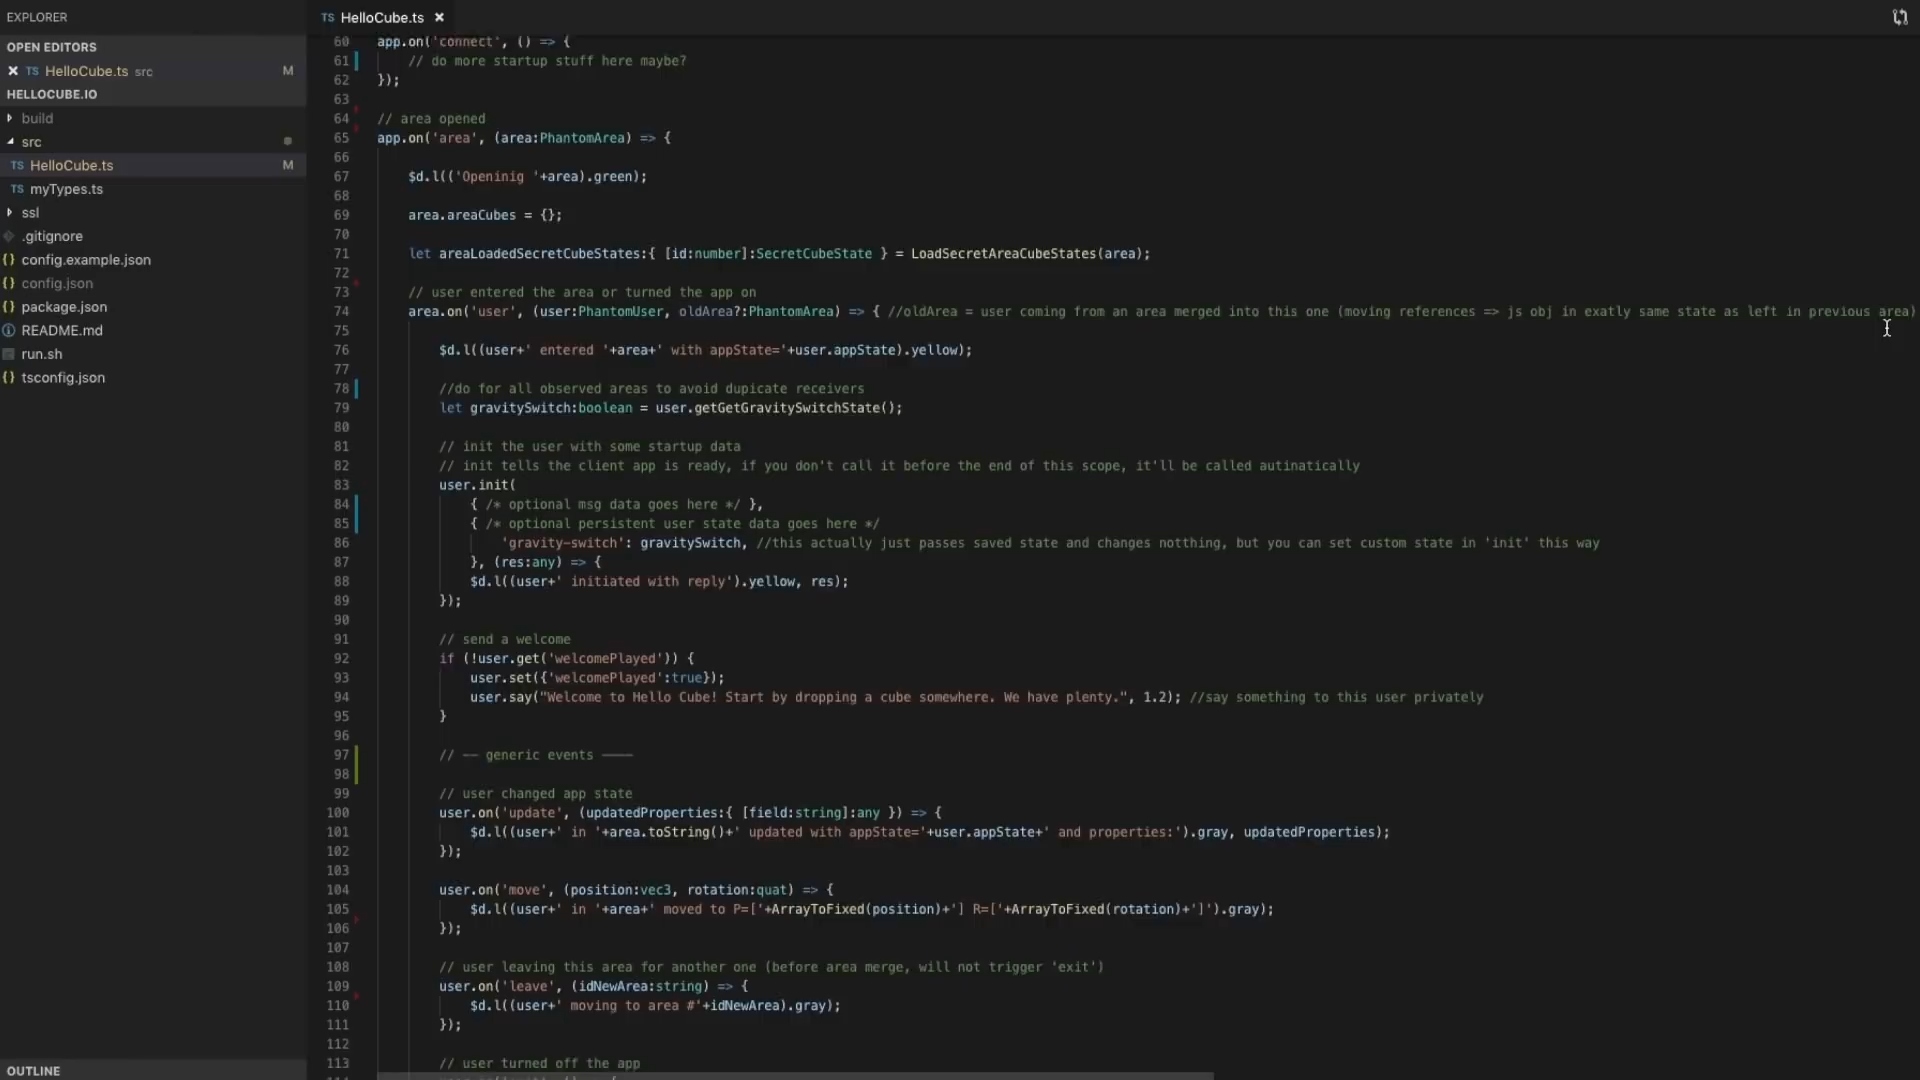 EXPLORER
OPEN EDITORS
TS HelloCube.ts src M
HELLOCUBE.IO
build
src
TS HelloCube.ts M
TS myTypes.ts
ssl
.gitignore
{} config.example.json
{} config.json
{} package.json
README.md
run.sh
{} tsconfig.json
OUTLINE
TS HelloCube.ts
60 app.on('connect', () => {
61 // do more startup stuff here maybe?
62 });
63
64 // area opened
65 app.on('area', (area:PhantomArea) => {
66
67 $d.l(('Openinig '+area).green);
68
69 area.areaCubes = {};
70
71 let areaLoadedSecretCubeStates:{ [id:number]:SecretCubeState } = LoadSecretAreaCubeStates(area);
72
73 // user entered the area or turned the app on
74 area.on('user', (user:PhantomUser, oldArea?:PhantomArea) => { //oldArea = user coming from an area merged into this one (moving references => js obj in exatly same state as left in previous area)
75
76 $d.l((user+' entered '+area+' with appState='+user.appState).yellow);
77
78 //do for all observed areas to avoid dupicate receivers
79 let gravitySwitch:boolean = user.getGetGravitySwitchState();
80
81 // init the user with some startup data
82 // init tells the client app is ready, if you don't call it before the end of this scope, it'll be called autinatically
83 user.init(
84 { /* optional msg data goes here */ },
85 { /* optional persistent user state data goes here */
86 'gravity-switch': gravitySwitch, //this actually just passes saved state and changes notthing, but you can set custom state in 'init' this way
87 }, (res:any) => {
88 $d.l((user+' initiated with reply').yellow, res);
89 });
90
91 // send a welcome
92 if (!user.get('welcomePlayed')) {
93 user.set({'welcomePlayed':true});
94 user.say("Welcome to Hello Cube! Start by dropping a cube somewhere. We have plenty.", 1.2); //say something to this user privately
95 }
96
97 // –– generic events ––––
98
99 // user changed app state
100 user.on('update', (updatedProperties:{ [field:string]:any }) => {
101 $d.l((user+' in '+area.toString()+' updated with appState='+user.appState+' and properties:').gray, updatedProperties);
102 });
103
104 user.on('move', (position:vec3, rotation:quat) => {
105 $d.l((user+' in '+area+' moved to P=['+ArrayToFixed(position)+'] R=['+ArrayToFixed(rotation)+']').gray);
106 });
107
108 // user leaving this area for another one (before area merge, will not trigger 'exit')
109 user.on('leave', (idNewArea:string) => {
110 $d.l((user+' moving to area #'+idNewArea).gray);
111 });
112
113 // user turned off the app